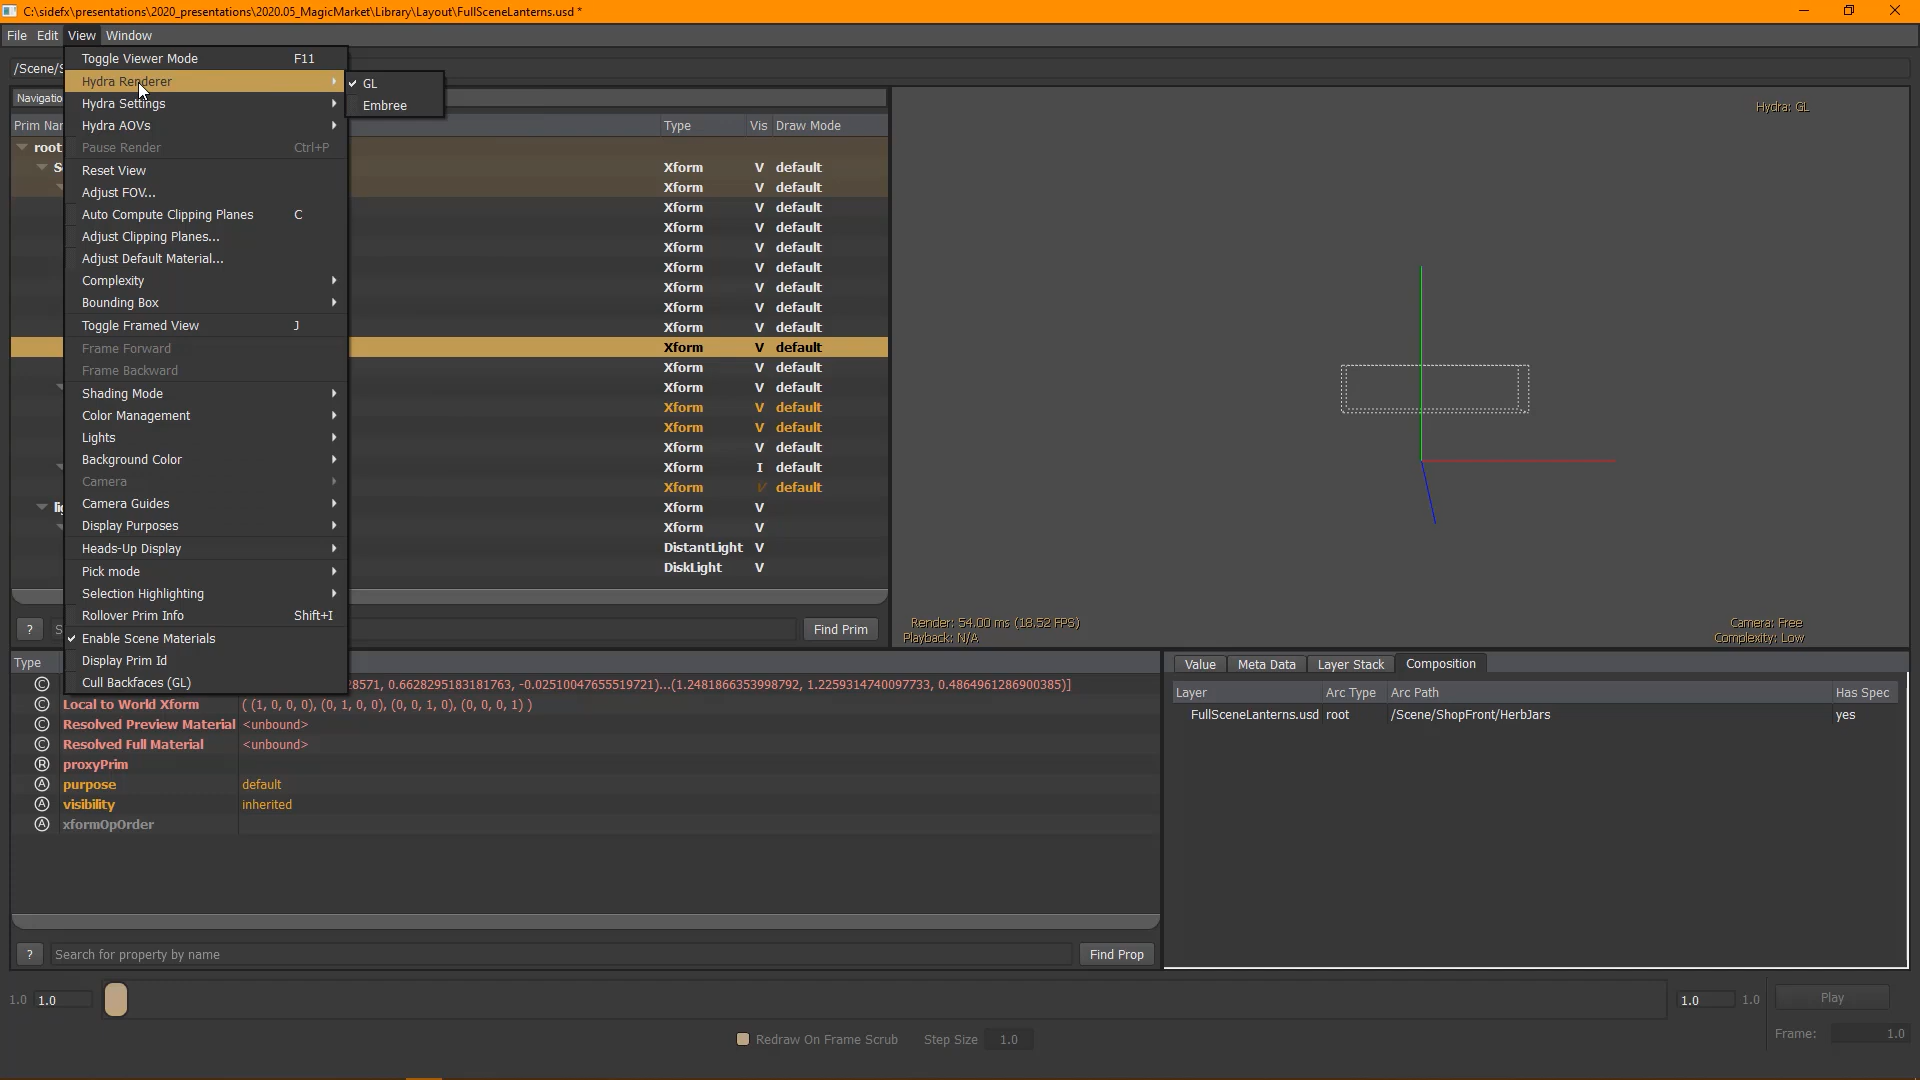 C:\sidefx\presentations\2020_presentations\2020.05_MagicMarket\Library\Layout\FullSceneLanterns.usd *
File Edit View Window
/Scene/S
Toggle Viewer Mode F11
Hydra Renderer
GL
Embree
Hydra Settings
Hydra AOVs
Pause Render Ctrl+P
Reset View
Adjust FOV...
Auto Compute Clipping Planes C
Adjust Clipping Planes...
Adjust Default Material...
Complexity
Bounding Box
Toggle Framed View J
Frame Forward
Frame Backward
Shading Mode
Color Management
Lights
Background Color
Camera
Camera Guides
Display Purposes
Heads-Up Display
Pick mode
Selection Highlighting
Rollover Prim Info Shift+I
Enable Scene Materials
Display Prim Id
Cull Backfaces (GL)
Navigatio
Prim Nar Type Vis Draw Mode
root
S Xform V default
Xform V default
Xform V default
Xform V default
Xform V default
Xform V default
Xform V default
Xform V default
Xform V default
Xform V default
Xform V default
Xform V default
Xform V default
Xform V default
Xform V default
Xform I default
Xform V default
lig Xform V
Xform V
DistantLight V
DiskLight V
? S Find Prim
Hydra: GL
Render: 54.00 ms (18.52 FPS)
Playback: N/A
Camera: Free
Complexity: Low
Type
28571, 0.6628295183181763, -0.02510047655519721)...(1.2481866353998792, 1.2259314740097733, 0.4864961286900385)]
C Local to World Xform ( (1, 0, 0, 0), (0, 1, 0, 0), (0, 0, 1, 0), (0, 0, 0, 1) )
C Resolved Preview Material <unbound>
C Resolved Full Material <unbound>
R proxyPrim
A purpose default
A visibility inherited
A xformOpOrder
? Search for property by name Find Prop
Value Meta Data Layer Stack Composition
Layer Arc Type Arc Path Has Spec
FullSceneLanterns.usd root /Scene/ShopFront/HerbJars yes
1.0 1.0 1.0 1.0 Play
Redraw On Frame Scrub Step Size 1.0 Frame: 1.0